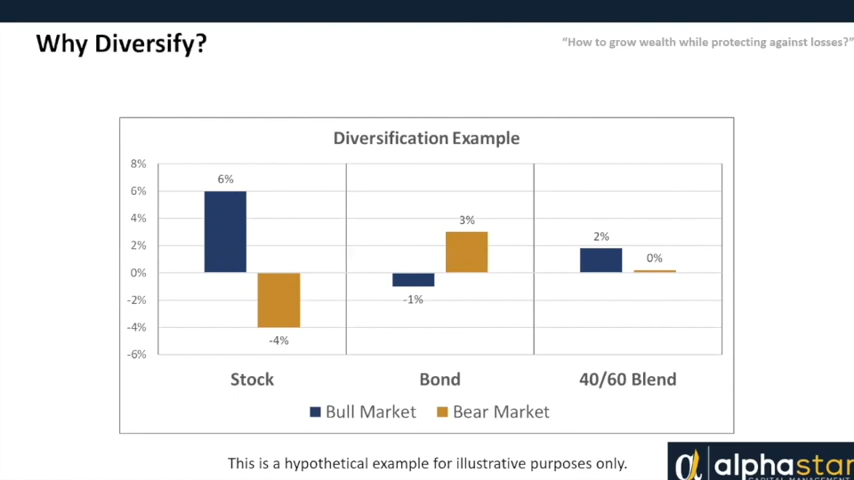 Why Diversify?
“How to grow wealth while protecting against losses?”
Diversification Example
8%
6%
4%
2%
0%
-2%
-4%
-6%
6%
-4%
-1%
3%
2%
0%
Stock Bond 40/60 Blend
Bull Market Bear Market
This is a hypothetical example for illustrative purposes only.
alphastar
CAPITAL MANAGEMENT